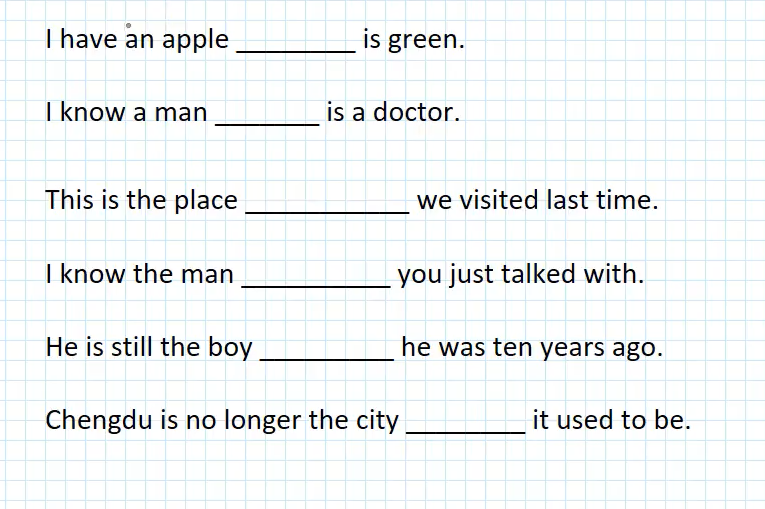 I have an apple ________ is green.
I know a man _______ is a doctor.
This is the place ___________ we visited last time.
I know the man __________ you just talked with.
He is still the boy _________ he was ten years ago.
Chengdu is no longer the city ________ it used to be.